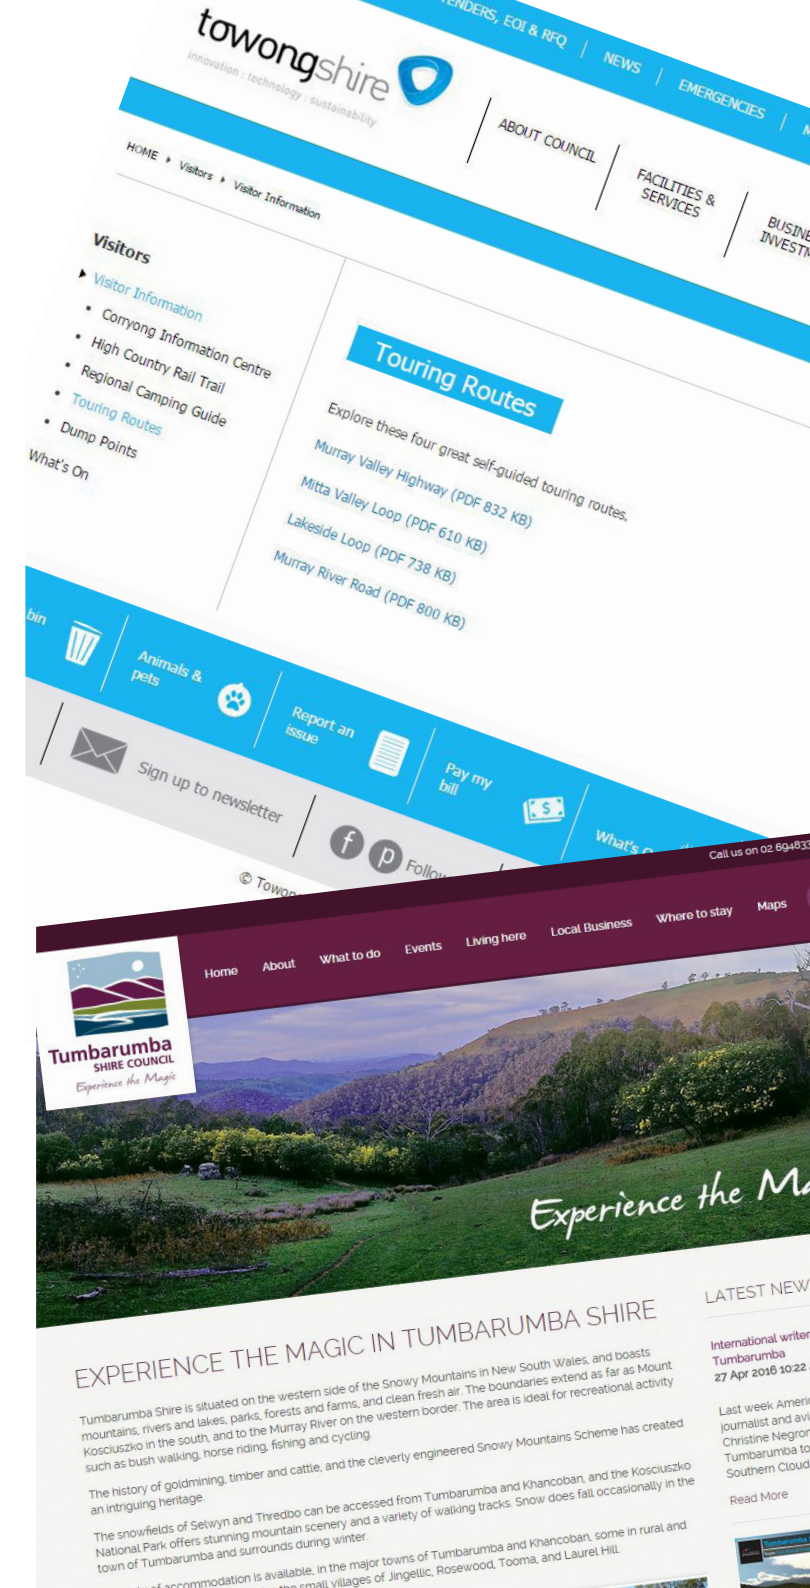 TENDERS, EOI & RFQ
NEWS
EMERGENCIES
towongshire
innovation : technology : sustainability
ABOUT COUNCIL
FACILITIES &
SERVICES
HOME
Visitors
Visitor Information
Visitors
Visitor Information
Corryong Information Centre
High Country Rail Trail
Regional Camping Guide
Touring Routes
Dump Points
What's On
Touring Routes
Explore these four great self-guided touring routes.
Murray Valley Highway (PDF 832 KB)
Mitta Valley Loop (PDF 610 KB)
Lakeside Loop (PDF 738 KB)
Murray River Road (PDF 800 KB)
bin
Animals &
pets
Report an
issue
Pay my
bill
What's
Sign up to newsletter
f
p
©
Call us on 02 69483
Home
About
What to do
Events
Living here
Local Business
Where to stay
Maps
Tumbarumba
SHIRE COUNCIL
Experience the Magic
Experience the
EXPERIENCE THE MAGIC IN TUMBARUMBA SHIRE
Tumbarumba Shire is situated on the western side of the Snowy Mountains in New South Wales, and boasts
mountains, rivers and lakes, parks, forests and farms, and clean fresh air. The boundaries extend as far as Mount
Kosciuszko in the south, and to the Murray River on the western border. The area is ideal for recreational activity
such as bush walking, horse riding, fishing and cycling.
The history of goldmining, timber and cattle, and the cleverly engineered Snowy Mountains Scheme has created
an intriguing heritage.
The snowfields of Selwyn and Thredbo can be accessed from Tumbarumba and Khancoban, and the Kosciuszko
National Park offers stunning mountain scenery and a variety of walking tracks. Snow does fall occasionally in the
town of Tumbarumba and surrounds during winter.
of accommodation is available, in the major towns of Tumbarumba and Khancoban, some in rural and
the small villages of Jingellic, Rosewood, Tooma, and Laurel Hill.
LATEST NEW
International writer
Tumbarumba
27 Apr 2016 10:22
Last week
journalist and
Christine
Tumbarumba to
Southern Cloud
Read More